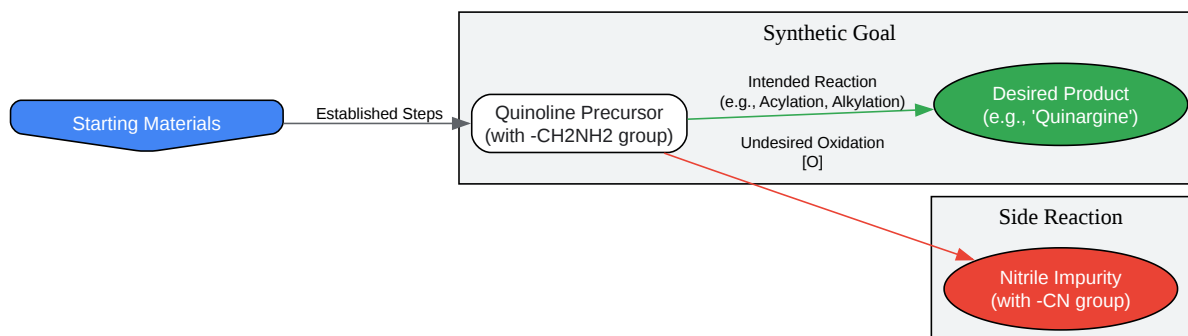 Synthetic Goal
Starting Materials
Established Steps
Quinoline Precursor
(with -CH2NH2 group)
Intended Reaction
(e.g., Acylation, Alkylation)
Desired Product
(e.g., 'Quinargine')
Undesired Oxidation
[O]
Side Reaction
Nitrile Impurity
(with -CN group)